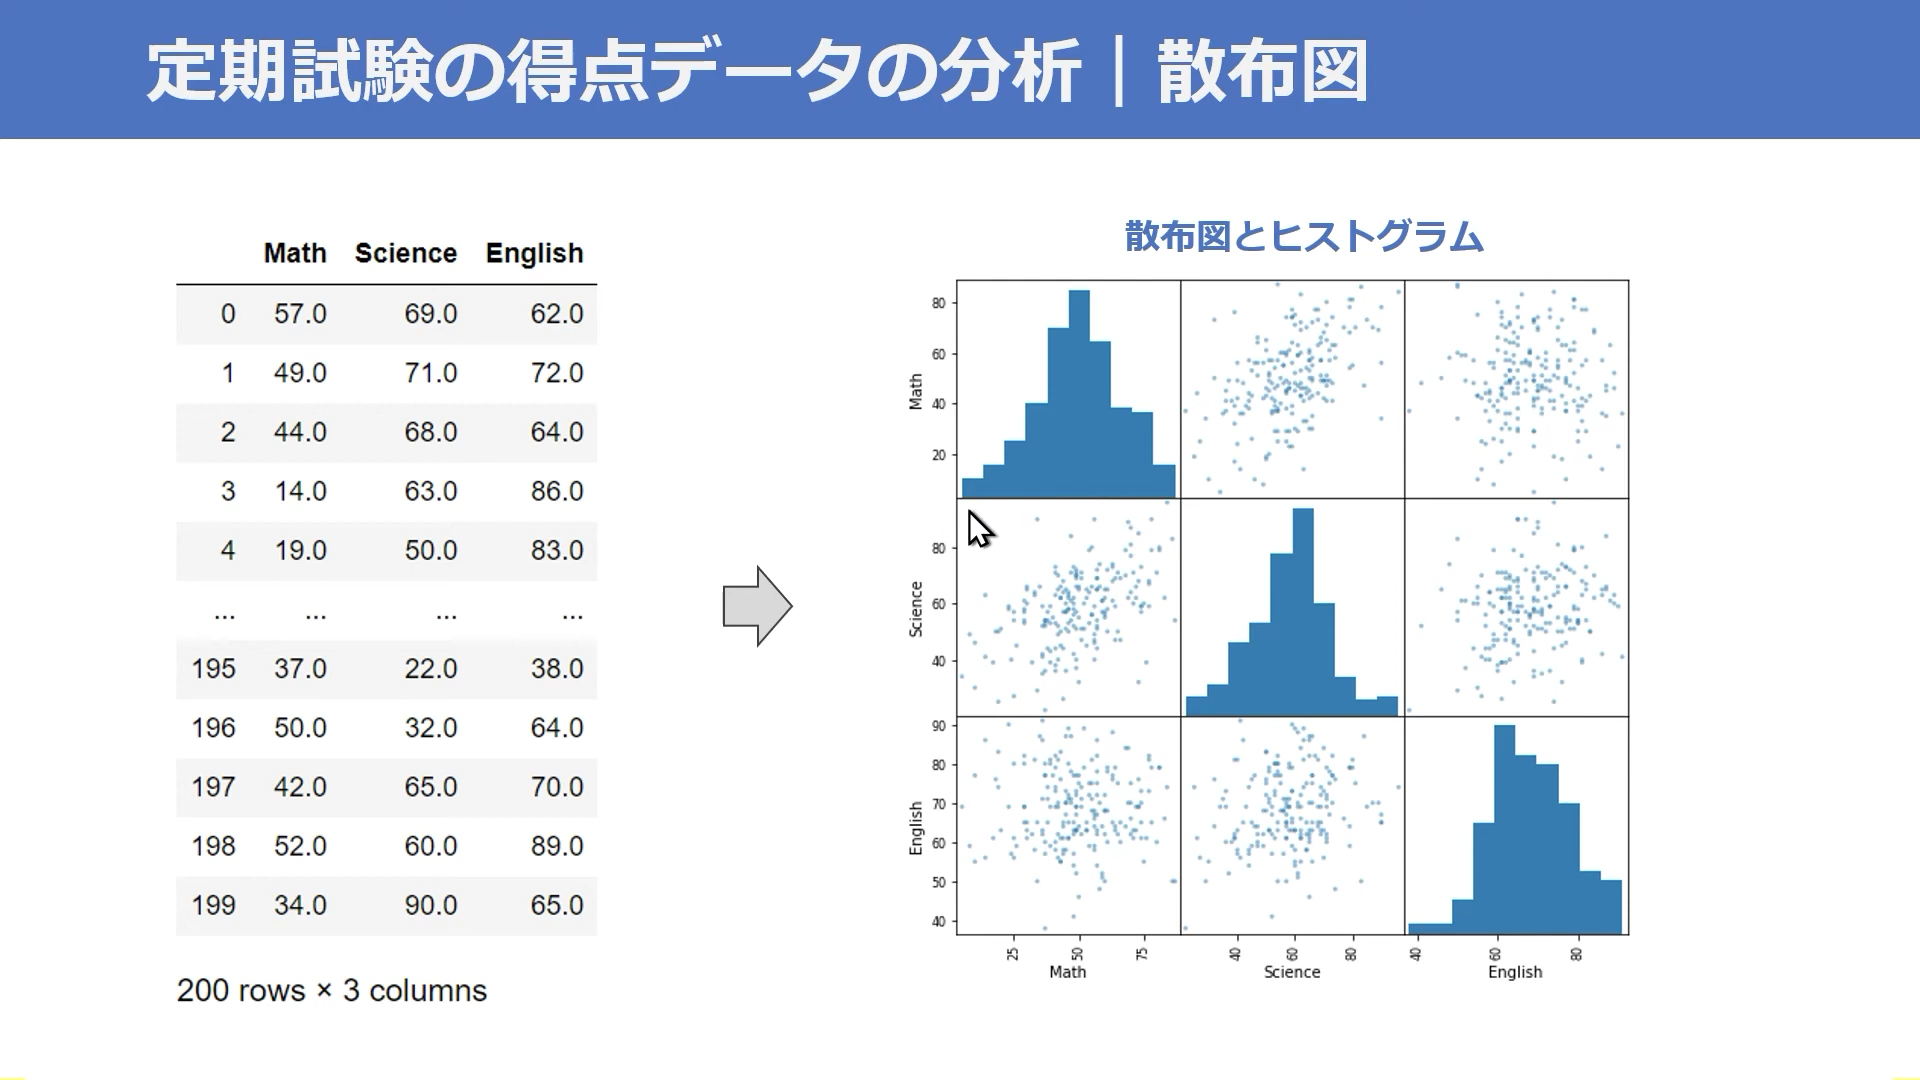 定期試験の得点データの分析｜散布図
Math Science English
0 57.0 69.0 62.0
1 49.0 71.0 72.0
2 44.0 68.0 64.0
3 14.0 63.0 86.0
4 19.0 50.0 83.0
... ... ... ...
195 37.0 22.0 38.0
196 50.0 32.0 64.0
197 42.0 65.0 70.0
198 52.0 60.0 89.0
199 34.0 90.0 65.0
200 rows × 3 columns
散布図とヒストグラム
Math
80
60
40
20
Science
80
60
40
English
90
80
70
60
50
40
25 50 75 40 60 80 40 60 80
Math Science English